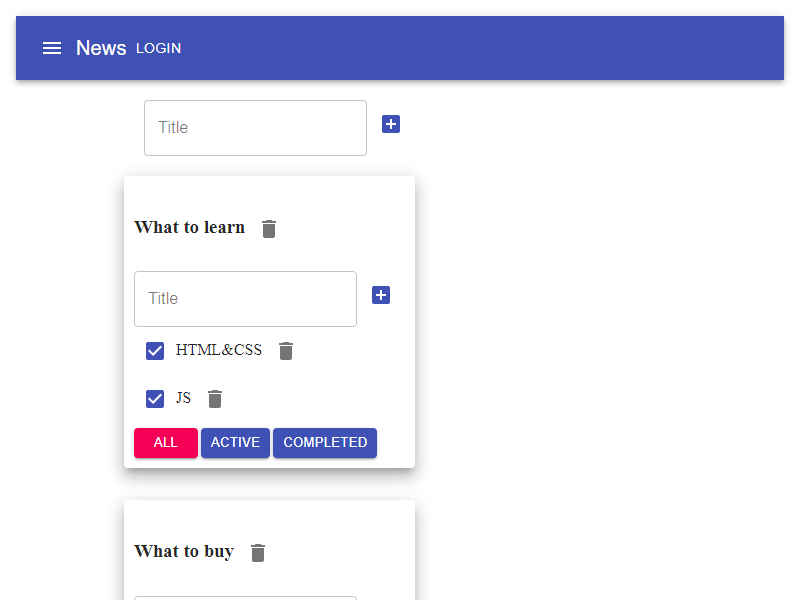 News LOGIN
Title
What to learn
Title
HTML&CSS
JS
ALL ACTIVE COMPLETED
What to buy